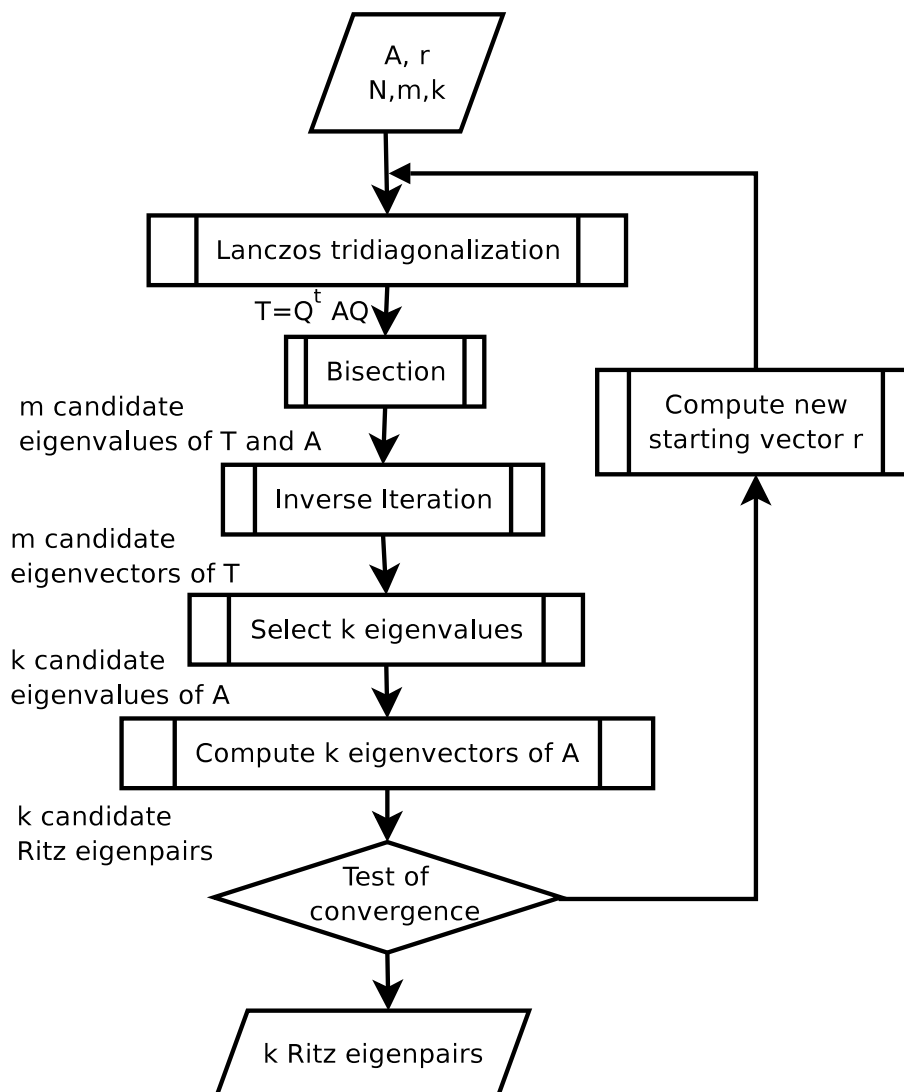 A, r
N,m,k
Lanczos tridiagonalization
T=Q^t AQ
Bisection
m candidate
eigenvalues of T and A
Compute new
starting vector r
Inverse Iteration
m candidate
eigenvectors of T
Select k eigenvalues
k candidate
eigenvalues of A
Compute k eigenvectors of A
k candidate
Ritz eigenpairs
Test of
convergence
k Ritz eigenpairs